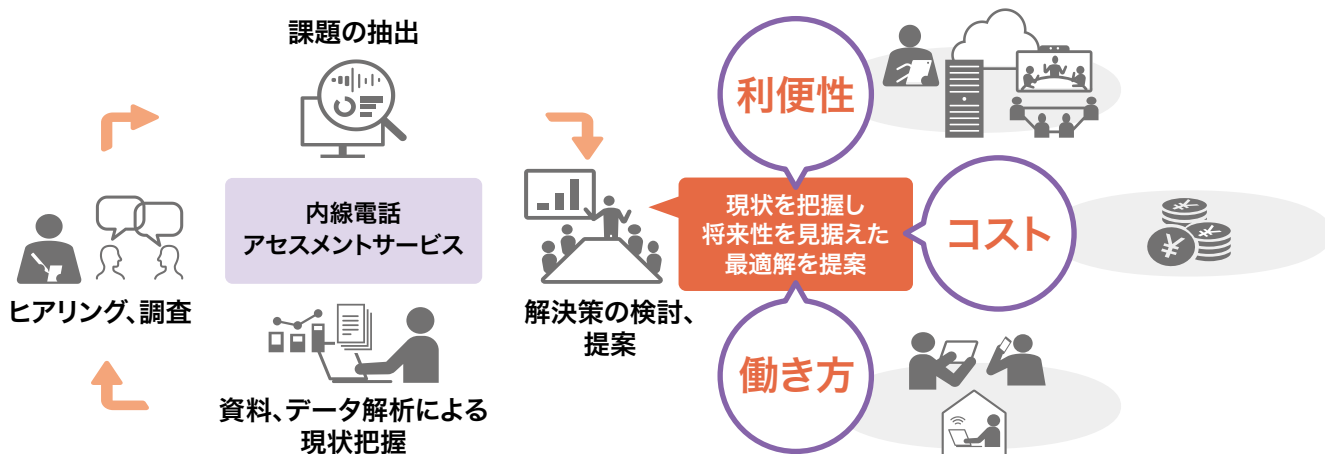 課題の抽出
内線電話
アセスメントサービス
ヒアリング、調査
資料、データ解析による
現状把握
解決策の検討、
提案
現状を把握し
将来性を見据えた
最適解を提案
利便性
コスト
¥
¥
¥
働き方